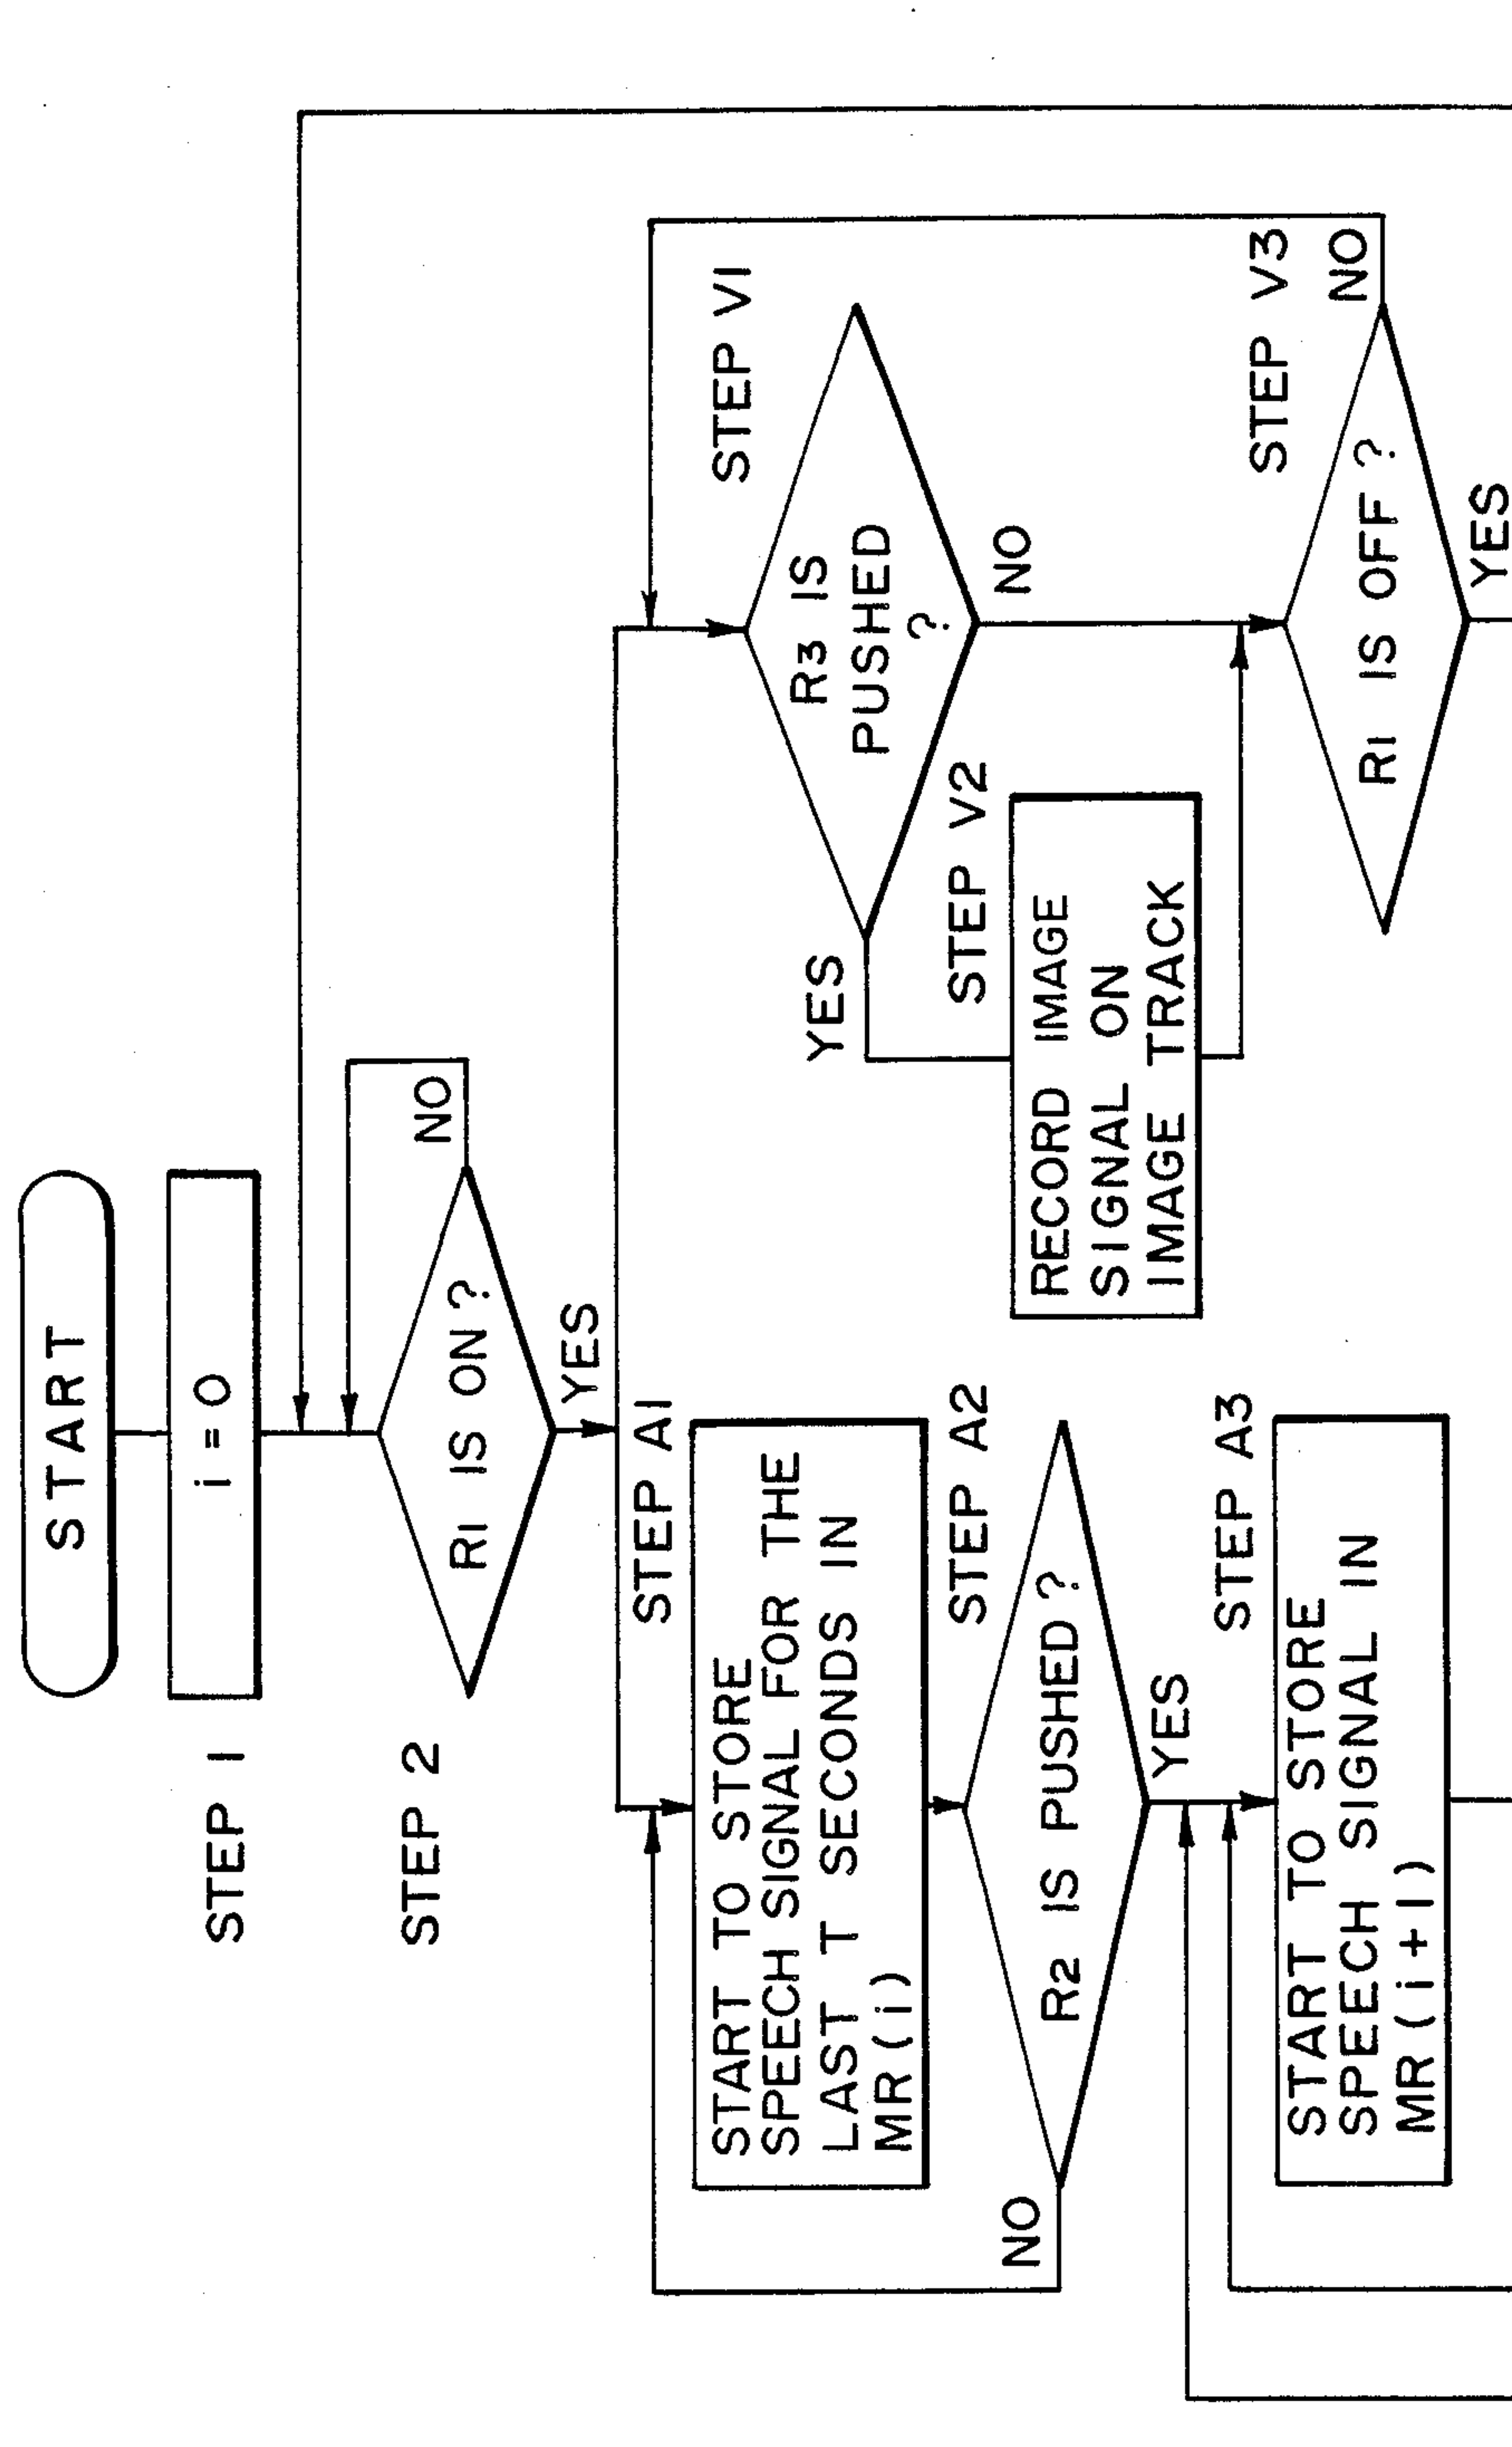 START
STEP 1
i = 0
STEP 2
R1 IS ON ?
NO
YES
STEP A1
START TO STORE
SPEECH SIGNAL FOR THE
LAST T SECONDS IN
MR ( i )
STEP A2
R2 IS PUSHED ?
NO
YES
STEP A3
START TO STORE
SPEECH SIGNAL IN
MR ( i + 1 )
STEP V1
R3 IS
PUSHED
?
YES
NO
STEP V2
RECORD IMAGE
SIGNAL ON
IMAGE TRACK
STEP V3
R1 IS OFF ?
NO
YES